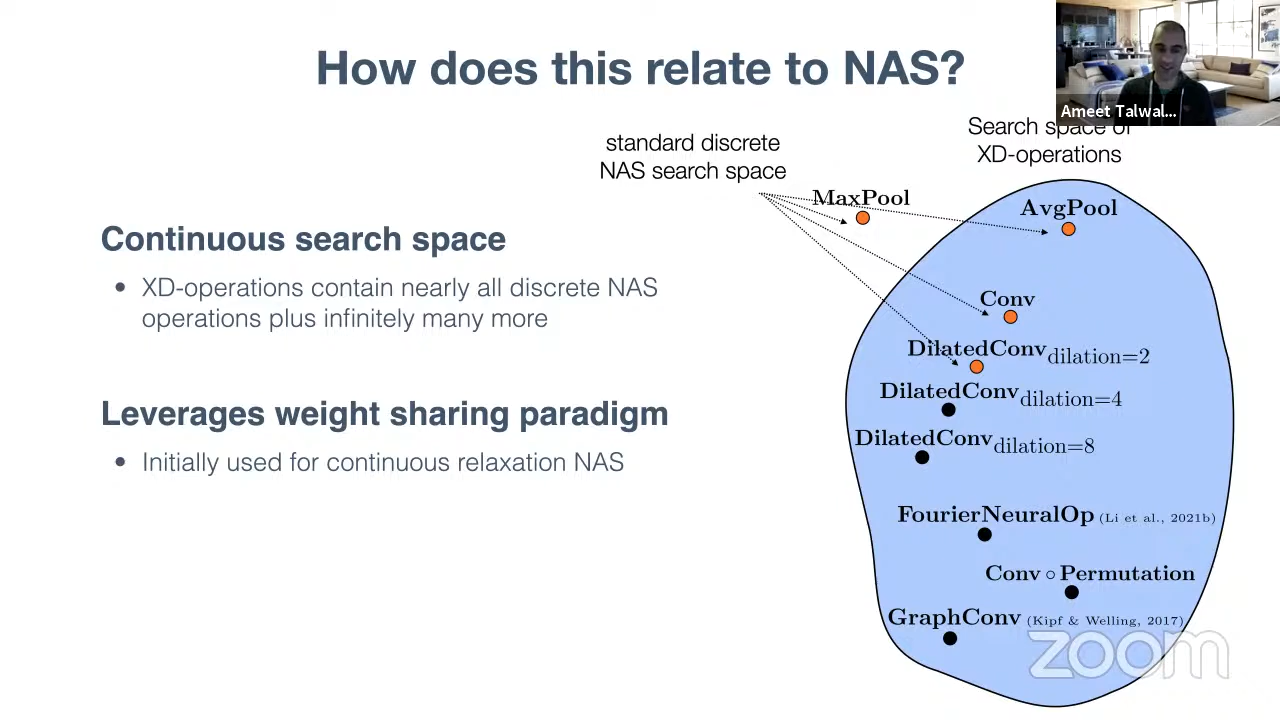 How does this relate to NAS?
Ameet Talwal...
standard discrete
NAS search space
Search space of
XD-operations
Continuous search space
• XD-operations contain nearly all discrete NAS
operations plus infinitely many more
Leverages weight sharing paradigm
• Initially used for continuous relaxation NAS
MaxPool
AvgPool
Conv
DilatedConv dilation=2
DilatedConv dilation=4
DilatedConv dilation=8
FourierNeuralOp (Li et al., 2021b)
Conv ∘ Permutation
GraphConv (Kipf & Welling, 2017)
zoom